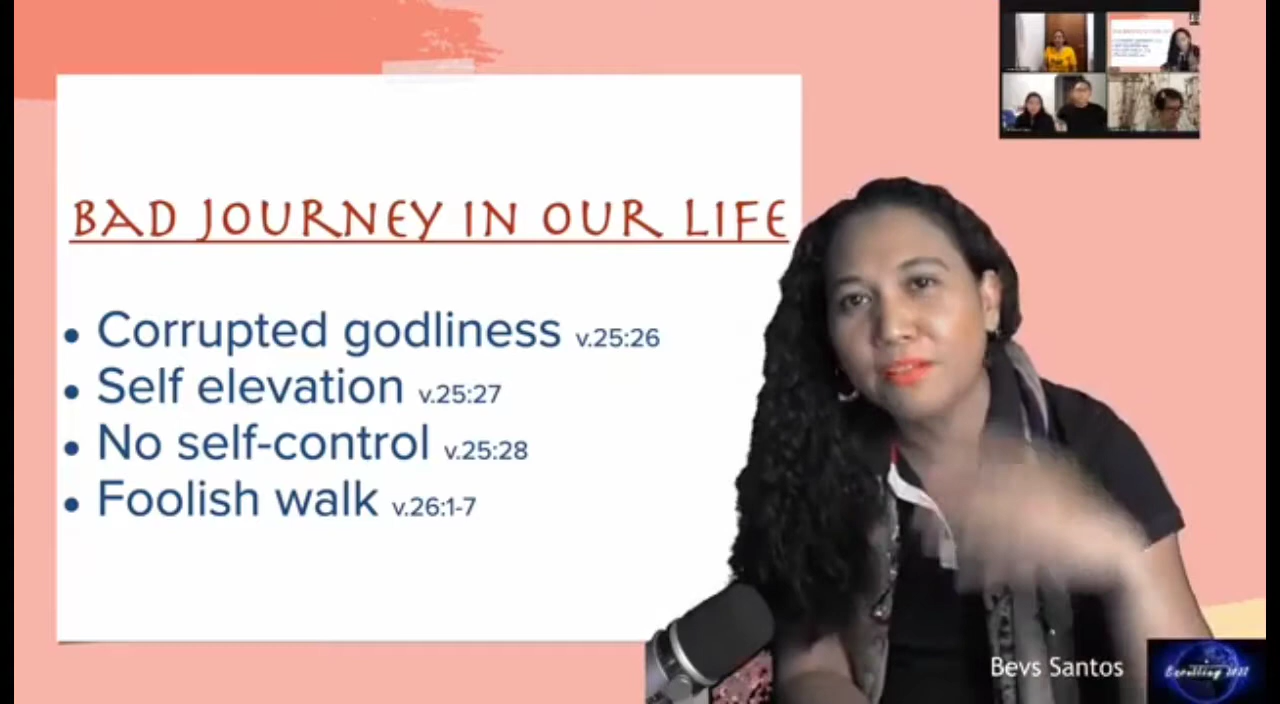 BAD JOURNEY IN OUR LIFE
• Corrupted godliness v.25:26
• Self elevation v.25:27
• No self-control v.25:28
• Foolish walk v.26:1-7
Bevs Santos